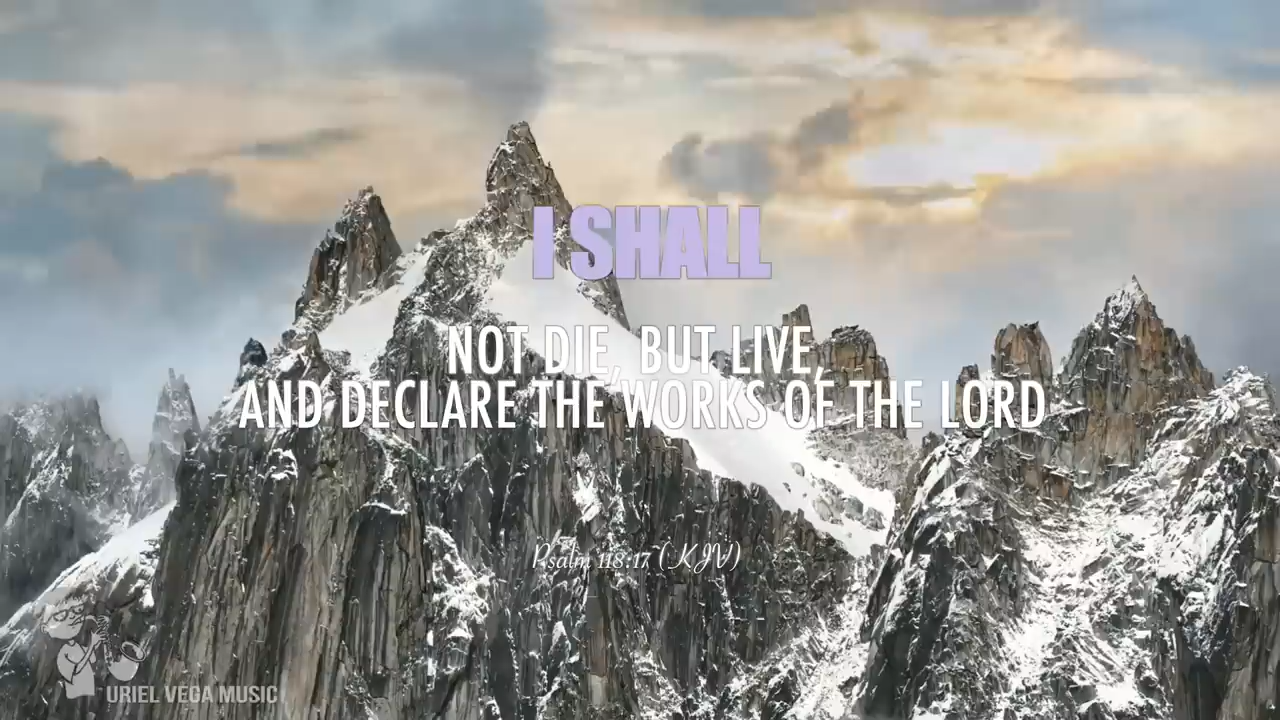 I SHALL
NOT DIE, BUT LIVE,
AND DECLARE THE WORKS OF THE LORD
Psalm 118:17 (KJV)
URIEL VEGA MUSIC